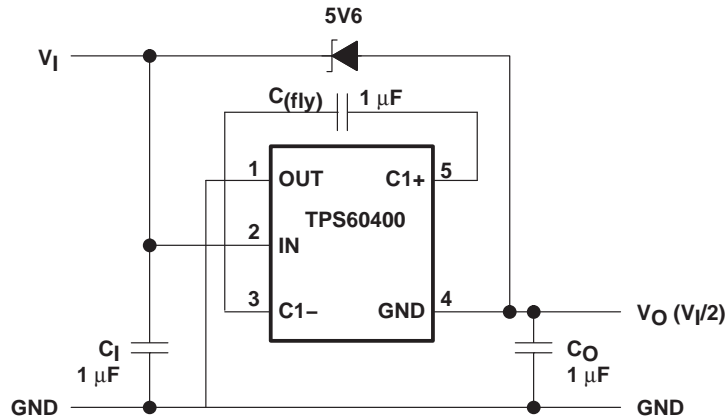 5V6
VI
C(fly) 1 μF
1 OUT C1+ 5
TPS60400
2 IN
3 C1− GND 4
VO (VI/2)
CI
1 μF
CO
1 μF
GND GND